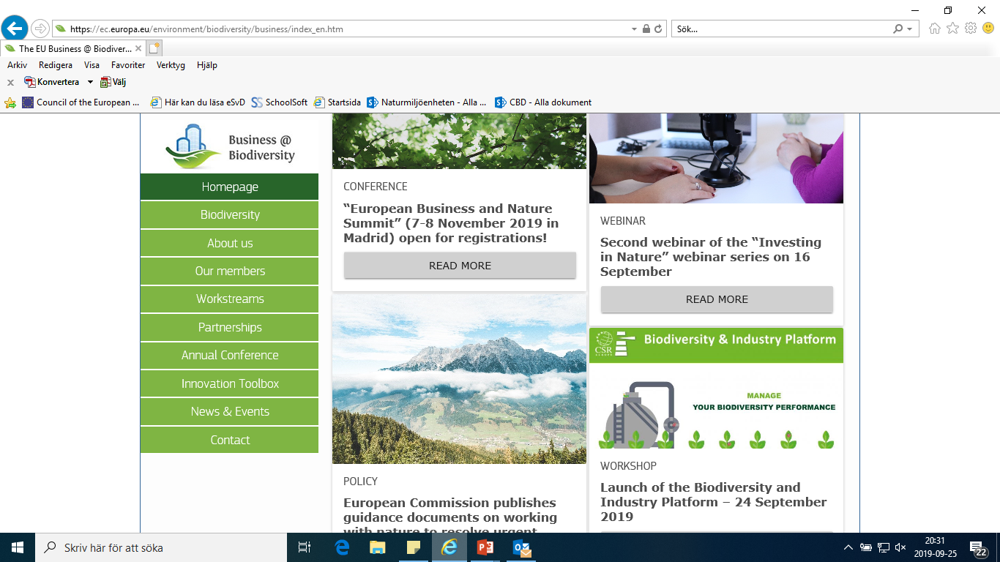 https://ec.europa.eu/environment/biodiversity/business/index_en.htm
Sök...
The EU Business @ Biodiver...
Arkiv Redigera Visa Favoriter Verktyg Hjälp
x Konvertera Välj
Council of the European ... Här kan du läsa eSvD SchoolSoft Startsida Naturmiljöenheten - Alla ... CBD - Alla dokument
Business @
Biodiversity
Homepage
Biodiversity
About us
Our members
Workstreams
Partnerships
Annual Conference
Innovation Toolbox
News & Events
Contact
CONFERENCE
“European Business and Nature
Summit” (7-8 November 2019 in
Madrid) open for registrations!
READ MORE
POLICY
European Commission publishes
guidance documents on working
with nature to resolve urgent
WEBINAR
Second webinar of the “Investing
in Nature” webinar series on 16
September
READ MORE
CSR
EUROPE
Biodiversity & Industry Platform
MANAGE
YOUR BIODIVERSITY PERFORMANCE
WORKSHOP
Launch of the Biodiversity and
Industry Platform – 24 September
2019
Skriv här för att söka
20:31
2019-09-25
22